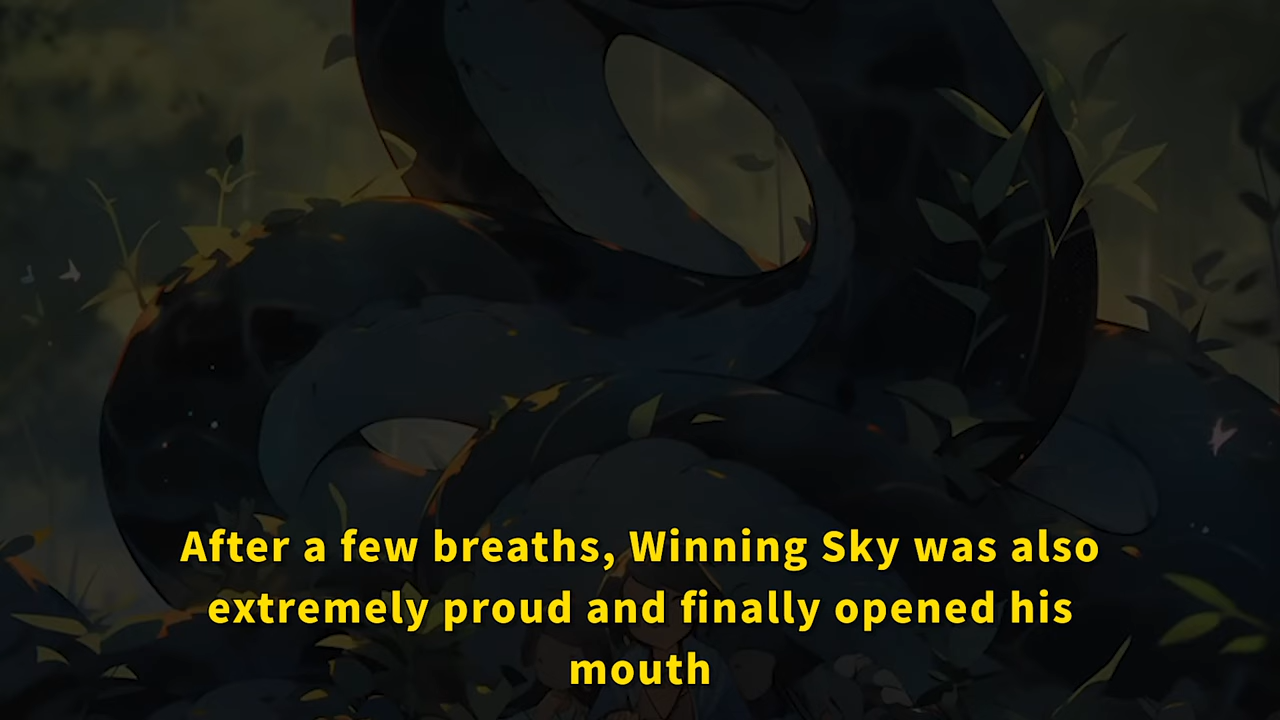 After a few breaths, Winning Sky was also
extremely proud and finally opened his
mouth